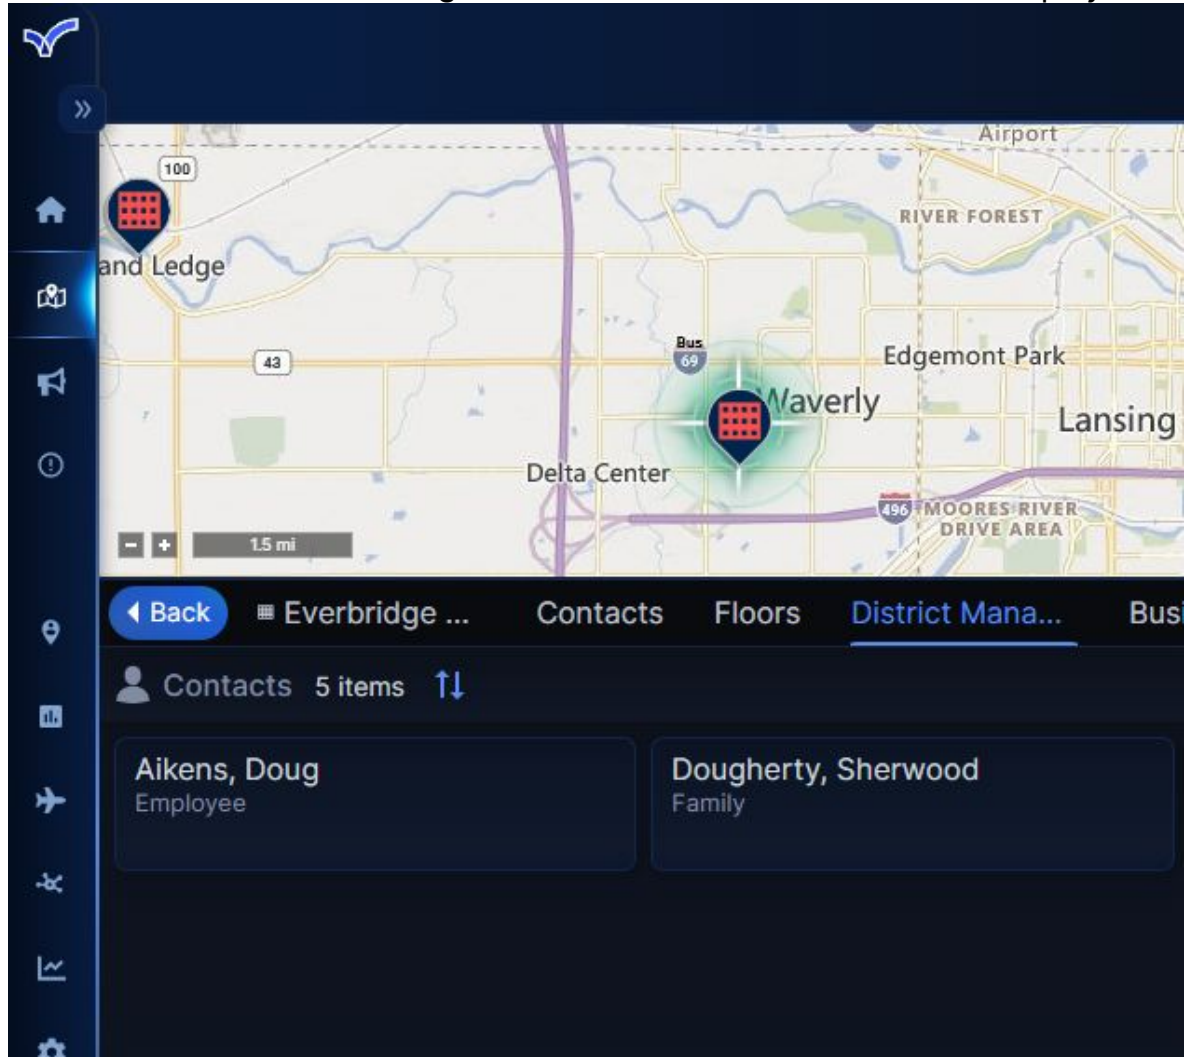 Airport
100
RIVER FOREST
and Ledge
Bus
69
43
Edgemont Park
Waverly
Lansing
Delta Center
496
MOORES RIVER
DRIVE AREA
1.5 mi
Back
Everbridge ...
Contacts
Floors
District Mana...
Busi
Contacts 5 items
Aikens, Doug
Employee
Dougherty, Sherwood
Family